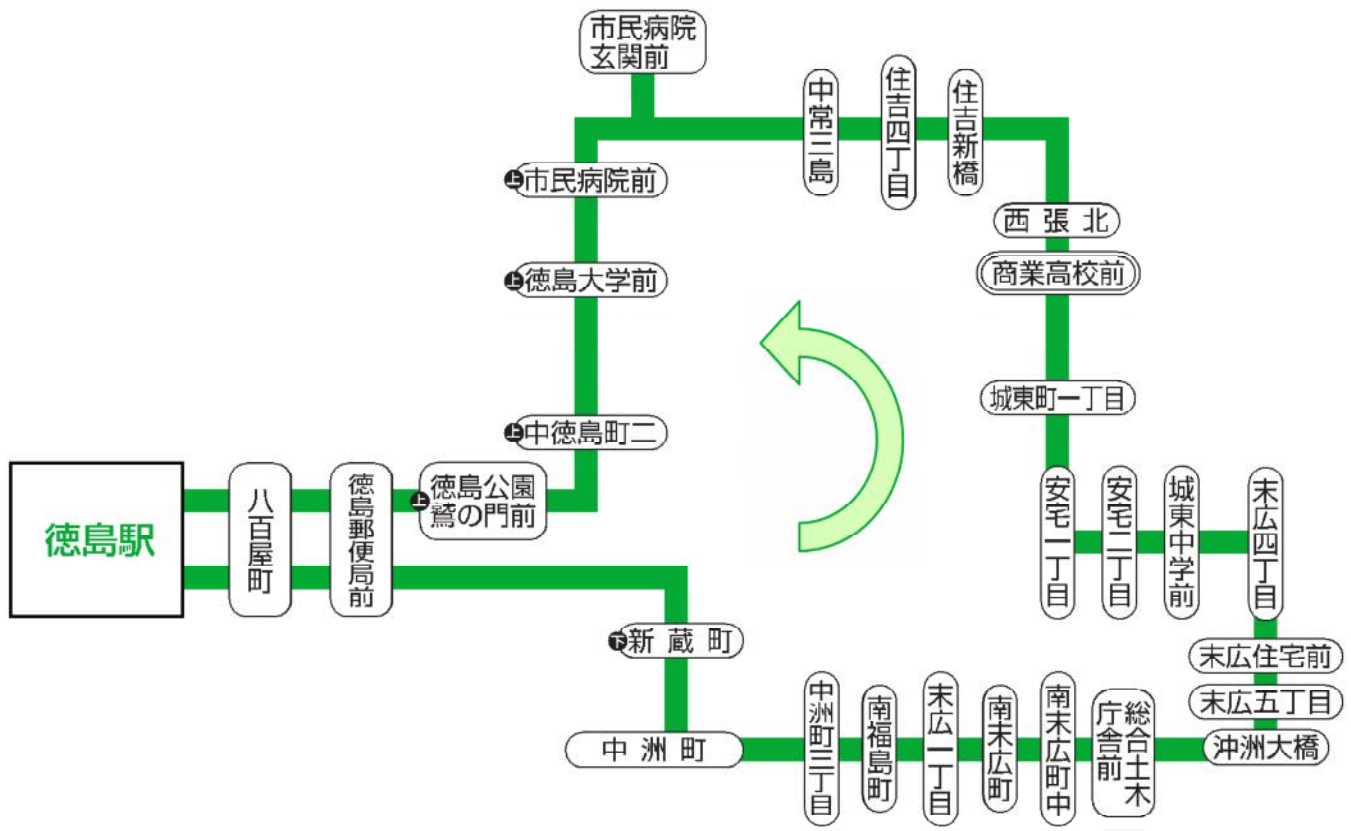 市民病院
玄関前
中常三島
住吉四丁目
住吉新橋
上市民病院前
西張北
商業高校前
上徳島大学前
城東町一丁目
上中徳島町二
徳島駅
八百屋町
徳島郵便局前
上徳島公園
鷲の門前
安宅一丁目
安宅二丁目
城東中学前
末広四丁目
下新蔵町
末広住宅前
末広五丁目
沖洲大橋
中洲町
中洲町三丁目
南福島町
末広一丁目
南末広町
南末広町中
総合土木
庁舎前